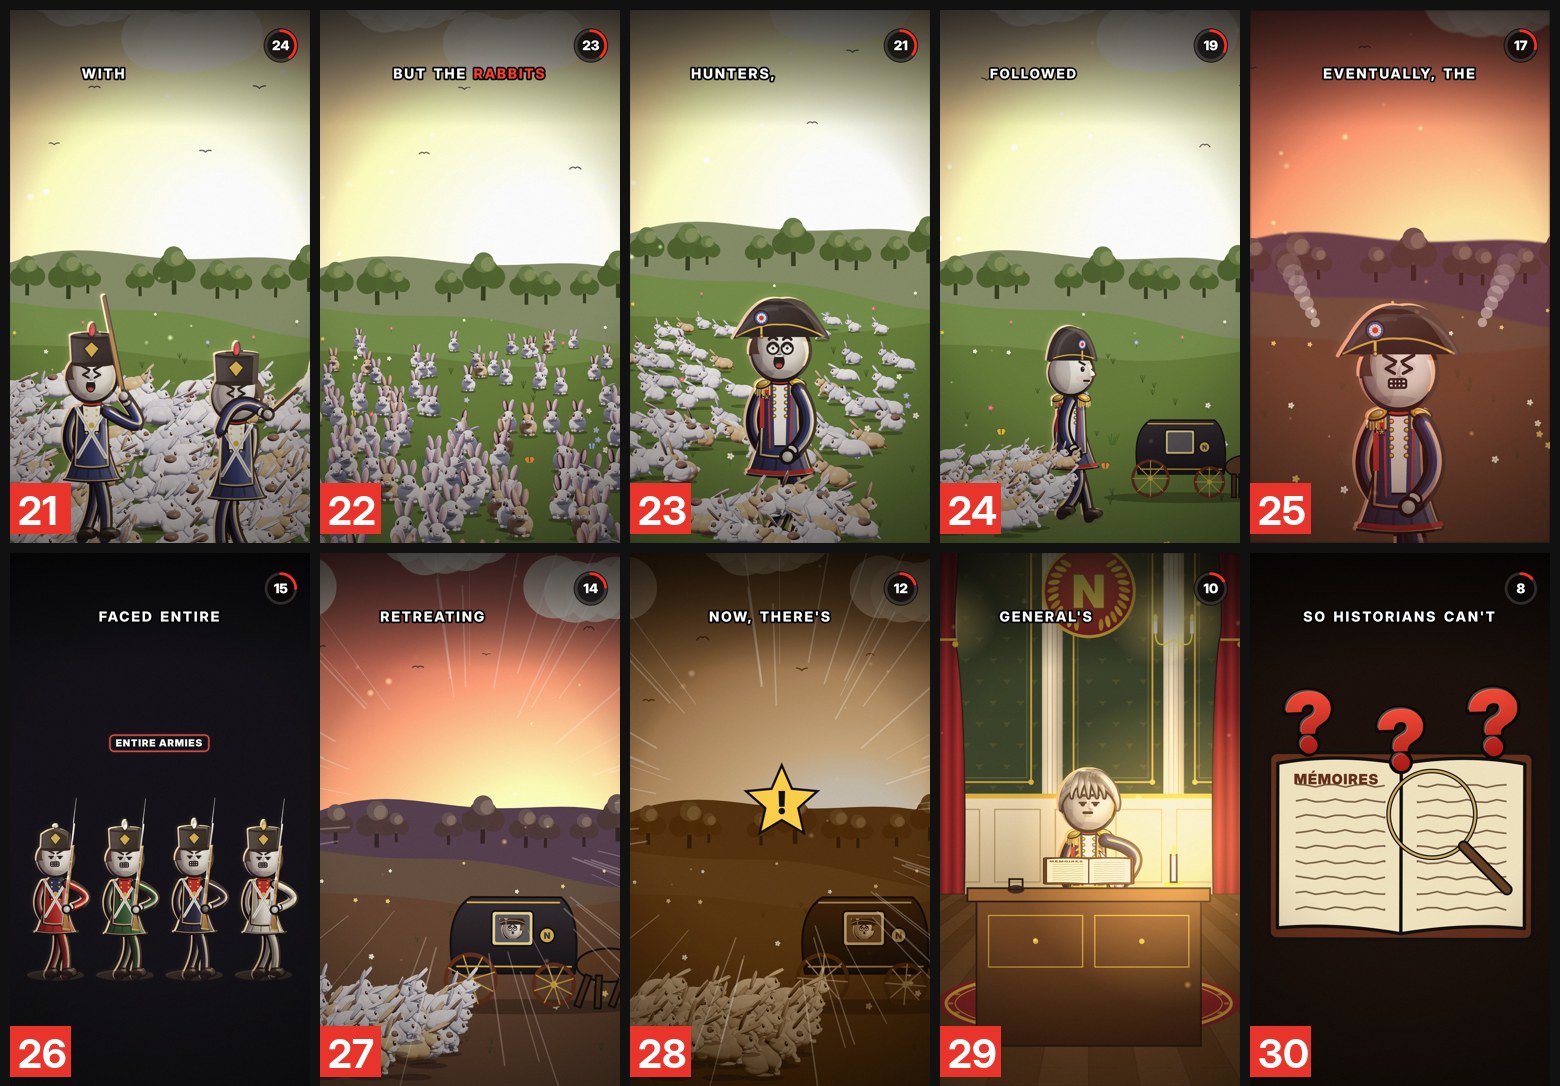 24
WITH
21
23
BUT THE RABBITS
22
21
HUNTERS,
23
19
FOLLOWED
N
24
17
EVENTUALLY, THE
25
15
FACED ENTIRE
ENTIRE ARMIES
26
14
RETREATING
N
27
12
NOW, THERE'S
!
N
28
10
N
GENERAL'S
29
8
SO HISTORIANS CAN'T
? ? ?
MÉMOIRES
30